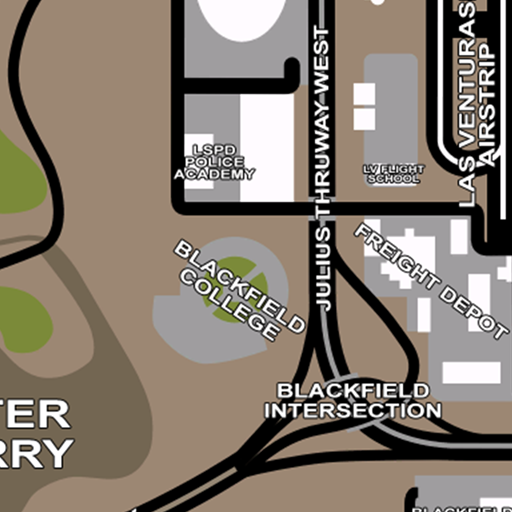 JULIUS THRUWAY WEST
LAS VENTURAS
AIRSTRIP
LSPD
POLICE
ACADEMY
LV FLIGHT
SCHOOL
BLACKFIELD
COLLEGE
FREIGHT DEPOT
BLACKFIELD
INTERSECTION
TER
RRY
BLACKFIELD